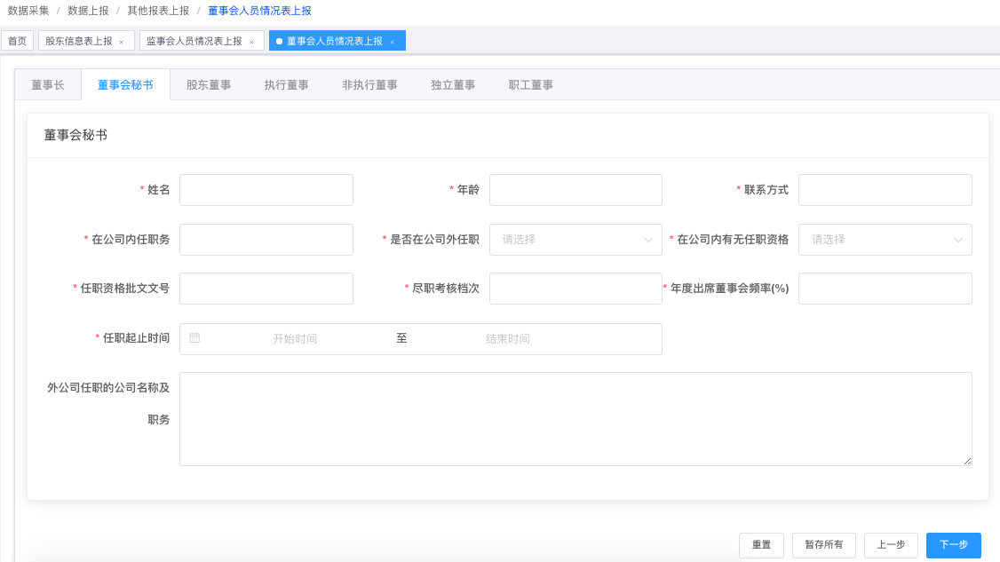 数据采集 / 数据上报 / 其他报表上报 / 董事会人员情况表上报
首页 股东信息表上报 × 监事会人员情况表上报 × 董事会人员情况表上报 ×
董事长 董事会秘书 股东董事 执行董事 非执行董事 独立董事 职工董事
董事会秘书
* 姓名 * 年龄 * 联系方式
* 在公司内任职务 * 是否在公司外任职 请选择 * 在公司内有无任职资格 请选择
* 任职资格批文文号 * 尽职考核档次 * 年度出席董事会频率(%)
* 任职起止时间 开始时间 至 结束时间
外公司任职的公司名称及
职务
重置 暂存所有 上一步 下一步